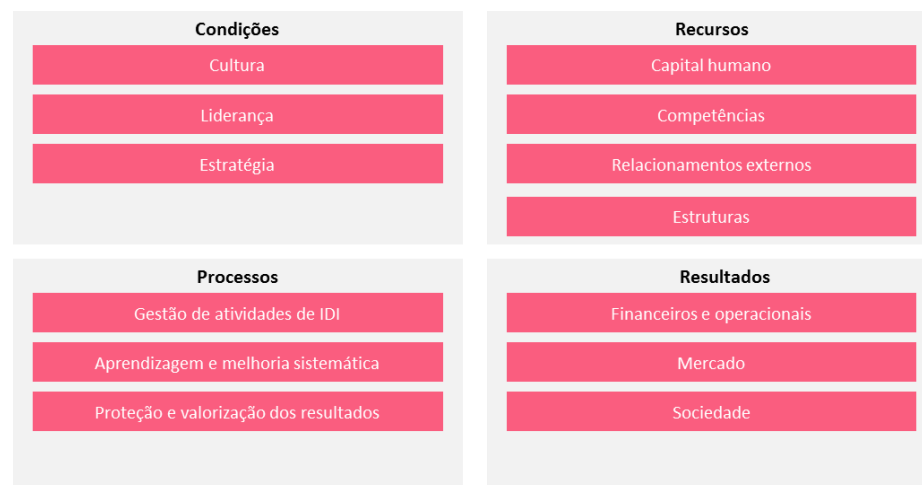 Condições
Cultura
Liderança
Estratégia
Recursos
Capital humano
Competências
Relacionamentos externos
Estruturas
Processos
Gestão de atividades de IDI
Aprendizagem e melhoria sistemática
Proteção e valorização dos resultados
Resultados
Financeiros e operacionais
Mercado
Sociedade